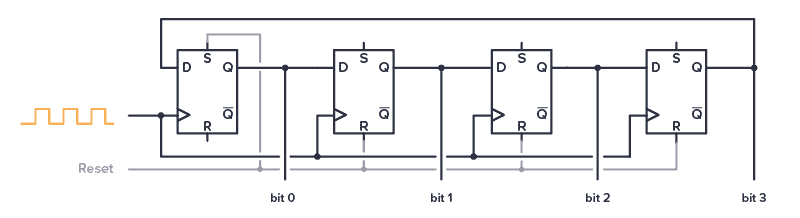 S S S S
D Q D Q D Q D Q
Q̅ Q̅ Q̅ Q̅
R R R R
Reset
bit 0 bit 1 bit 2 bit 3